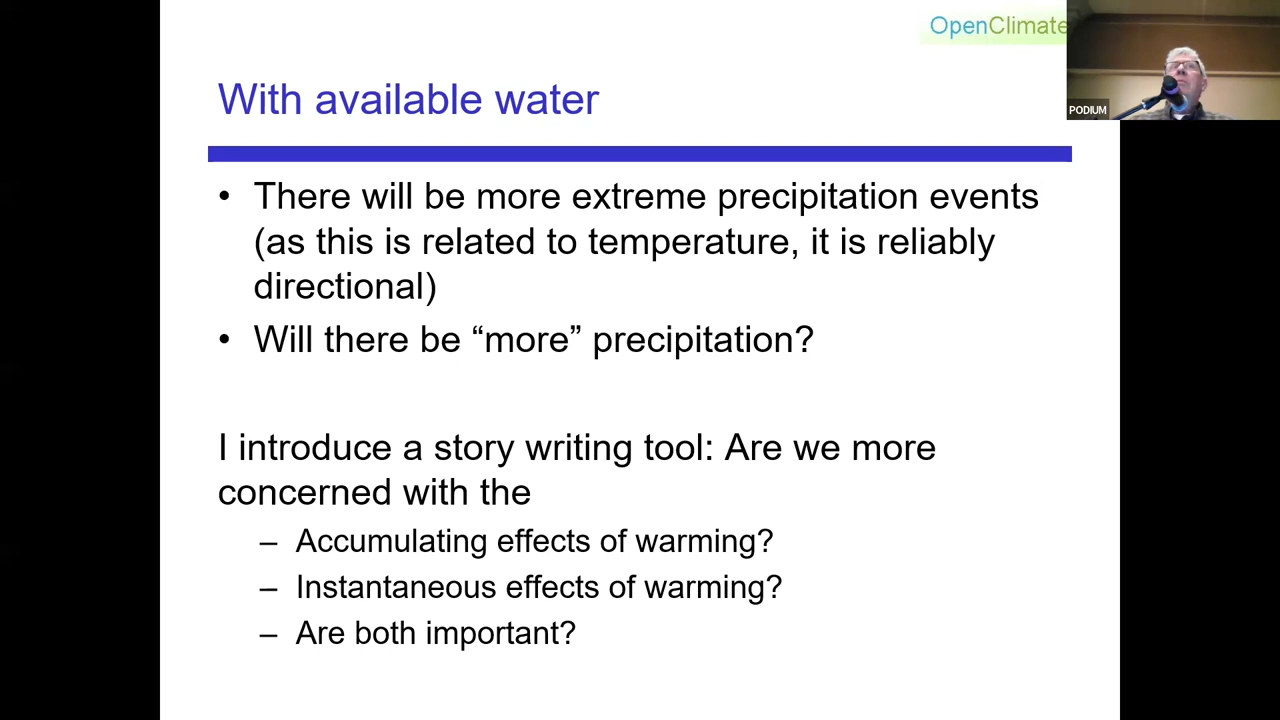 OpenClimate
PODIUM
With available water
• There will be more extreme precipitation events
(as this is related to temperature, it is reliably
directional)
• Will there be “more” precipitation?
I introduce a story writing tool: Are we more
concerned with the
– Accumulating effects of warming?
– Instantaneous effects of warming?
– Are both important?